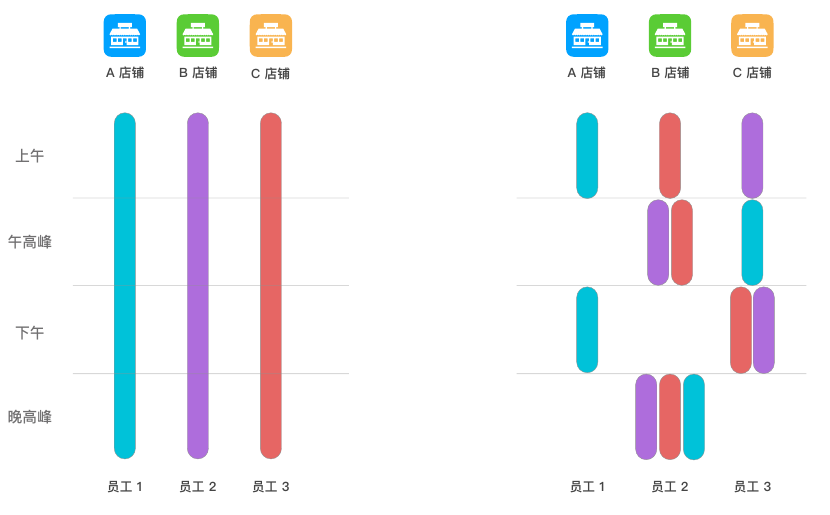 A 店铺 B 店铺 C 店铺 A 店铺 B 店铺 C 店铺
上午
午高峰
下午
晚高峰
员工 1 员工 2 员工 3 员工 1 员工 2 员工 3